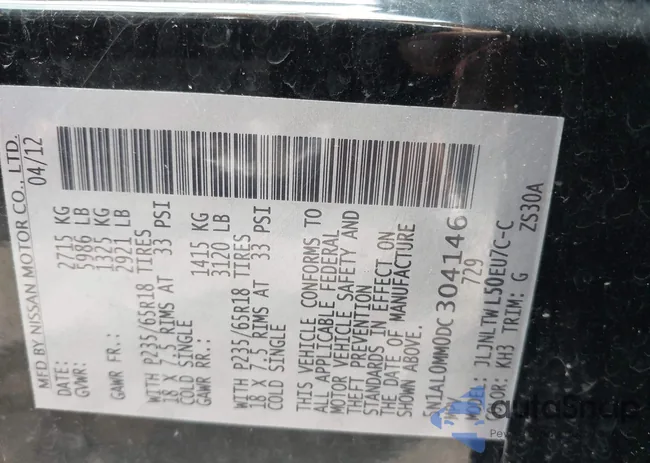 MFD BY NISSAN MOTOR CO., LTD.
DATE: 04/12
GVWR: 2715 KG
5986 LB
GAWR FR.: 1325 KG
2921 LB
WITH P235/65R18 TIRES
18 X 7.5 RIMS AT 33 PSI
COLD SINGLE
GAWR RR.: 1415 KG
3120 LB
WITH P235/65R18 TIRES
18 X 7.5 RIMS AT 33 PSI
COLD SINGLE
THIS VEHICLE CONFORMS TO
ALL APPLICABLE FEDERAL
MOTOR VEHICLE SAFETY AND
THEFT PREVENTION
STANDARDS IN EFFECT ON
THE DATE OF MANUFACTURE
SHOWN ABOVE.
5N1AL0MM0DC304146
MPV 729
MODEL: JLJNLTWL50EU7C-C
COLOR: KH3 TRIM: G ZS30A
autoSnap